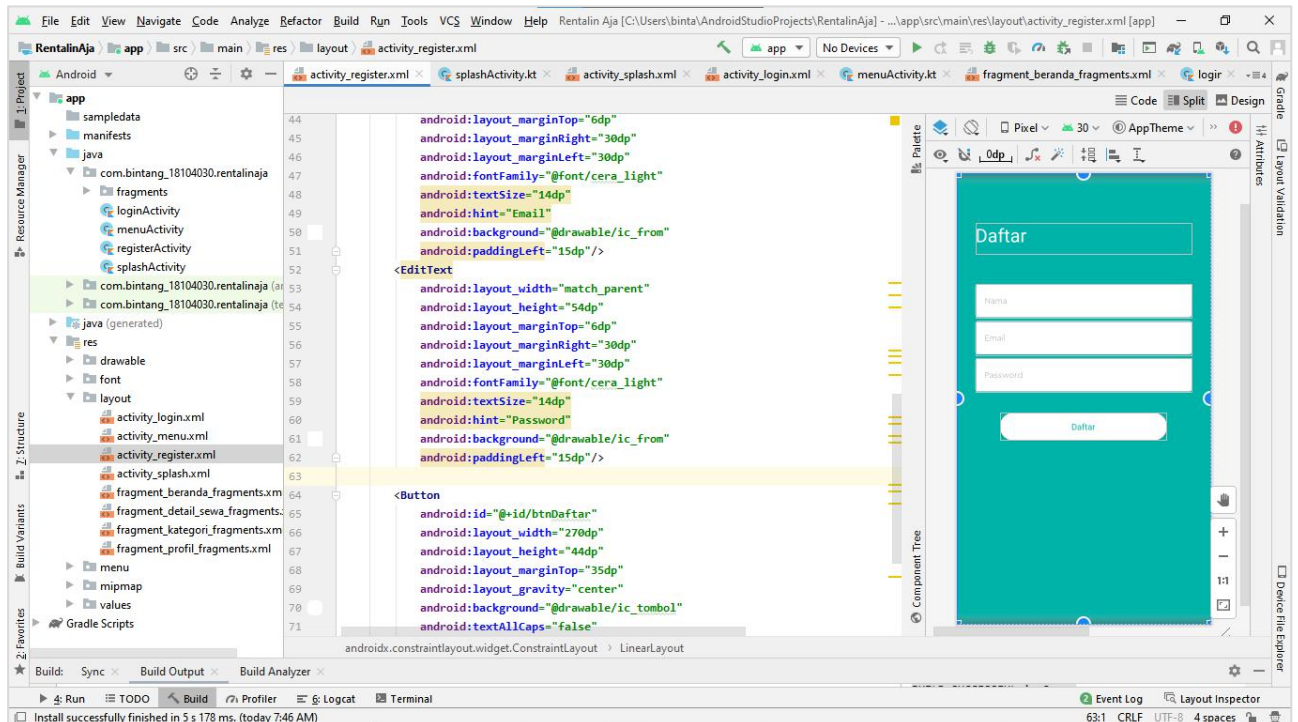 File Edit View Navigate Code Analyze Refactor Build Run Tools VCS Window Help Rentalin Aja [C:\Users\binta\AndroidStudioProjects\RentalinAja] - ...\app\src\main\res\layout\activity_register.xml [app]
RentalinAja app src main res layout activity_register.xml
app No Devices
Android
activity_register.xml splashActivity.kt activity_splash.xml activity_login.xml menuActivity.kt fragment_beranda_fragments.xml
Code Split Design
1: Project
Resource Manager
Z: Structure
Build Variants
2: Favorites
app
sampledata
manifests
java
com.bintang_18104030.rentalinaja
fragments
loginActivity
menuActivity
registerActivity
splashActivity
com.bintang_18104030.rentalinaja
com.bintang_18104030.rentalinaja
java (generated)
res
drawable
font
layout
activity_login.xml
activity_menu.xml
activity_register.xml
activity_splash.xml
fragment_beranda_fragments.xm
fragment_detail_sewa_fragments.
fragment_kategori_fragments.xm
fragment_profil_fragments.xml
menu
mipmap
values
Gradle Scripts
44 android:layout_marginTop="6dp"
45 android:layout_marginRight="30dp"
46 android:layout_marginLeft="30dp"
47 android:fontFamily="@font/cera_light"
48 android:textSize="14dp"
49 android:hint="Email"
50 android:background="@drawable/ic_from"
51 android:paddingLeft="15dp"/>
52 <EditText
53 android:layout_width="match_parent"
54 android:layout_height="54dp"
55 android:layout_marginTop="6dp"
56 android:layout_marginRight="30dp"
57 android:layout_marginLeft="30dp"
58 android:fontFamily="@font/cera_light"
59 android:textSize="14dp"
60 android:hint="Password"
61 android:background="@drawable/ic_from"
62 android:paddingLeft="15dp"/>
63
64 <Button
65 android:id="@+id/btnDaftar"
66 android:layout_width="270dp"
67 android:layout_height="44dp"
68 android:layout_marginTop="35dp"
69 android:layout_gravity="center"
70 android:background="@drawable/ic_tombol"
71 android:textAllCaps="false"
androidx.constraintlayout.widget.ConstraintLayout > LinearLayout
Palette
Component Tree
Pixel 30 AppTheme
0dp
Daftar
Nama
Email
Password
Daftar
1:1
Attributes
Gradle
Layout Validation
Device File Explorer
Build: Sync Build Output Build Analyzer
4: Run TODO Build Profiler 6: Logcat Terminal
2 Event Log Layout Inspector
Install successfully finished in 5 s 178 ms. (today 7:46 AM)
63:1 CRLF UTF-8 4 spaces